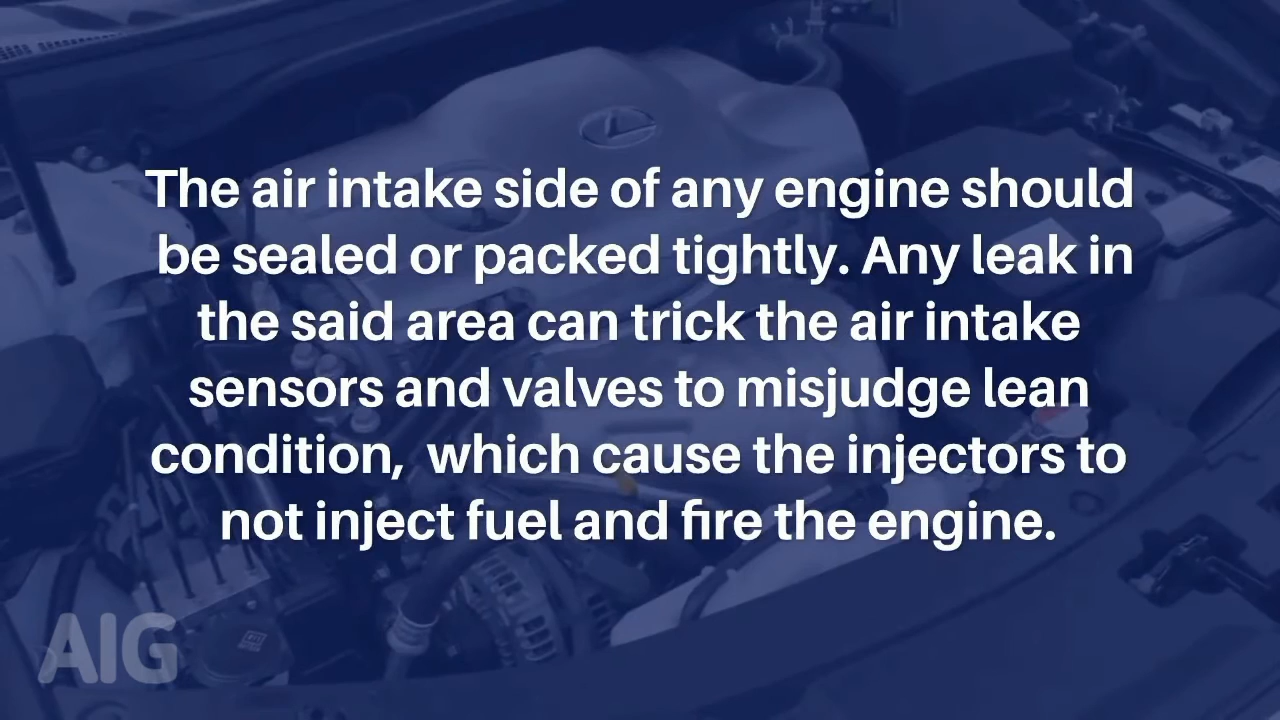 The air intake side of any engine should
be sealed or packed tightly. Any leak in
the said area can trick the air intake
sensors and valves to misjudge lean
condition,  which cause the injectors to
not inject fuel and fire the engine.
AIG